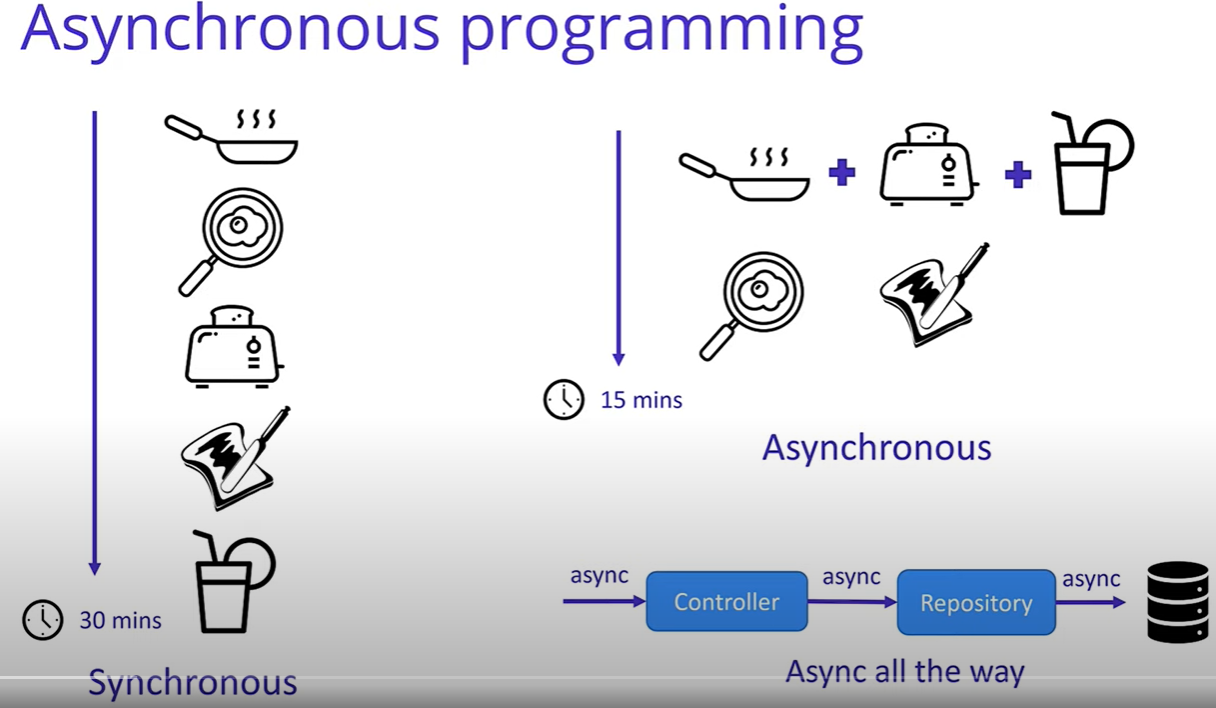 Asynchronous programming
30 mins
Synchronous
15 mins
Asynchronous
async
Controller
async
Repository
async
Async all the way